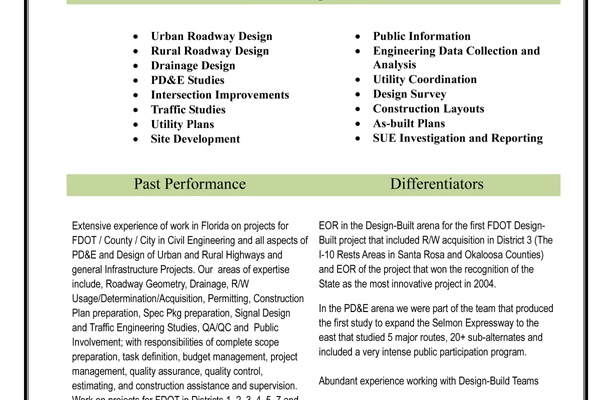 Urban Roadway Design
Rural Roadway Design
Drainage Design
PD&E Studies
Intersection Improvements
Traffic Studies
Utility Plans
Site Development
Public Information
Engineering Data Collection and
Analysis
Utility Coordination
Design Survey
Construction Layouts
As-built Plans
SUE Investigation and Reporting
Past Performance
Extensive experience of work in Florida on projects for
FDOT / County / City in Civil Engineering and all aspects of
PD&E and Design of Urban and Rural Highways and
general Infrastructure Projects. Our areas of expertise
include, Roadway Geometry, Drainage, R/W
Usage/Determination/Acquisition, Permitting, Construction
Plan preparation, Spec Pkg preparation, Signal Design
and Traffic Engineering Studies, QA/QC and Public
Involvement; with responsibilities of complete scope
preparation, task definition, budget management, project
management, quality assurance, quality control,
estimating, and construction assistance and supervision.
Work on projects for FDOT in Districts 1, 2, 3, 4, 5, 7 and
Differentiators
EOR in the Design-Built arena for the first FDOT Design-
Built project that included R/W acquisition in District 3 (The
I-10 Rests Areas in Santa Rosa and Okaloosa Counties)
and EOR of the project that won the recognition of the
State as the most innovative project in 2004.
In the PD&E arena we were part of the team that produced
the first study to expand the Selmon Expressway to the
east that studied 5 major routes, 20+ sub-alternates and
included a very intense public participation program.
Abundant experience working with Design-Build Teams